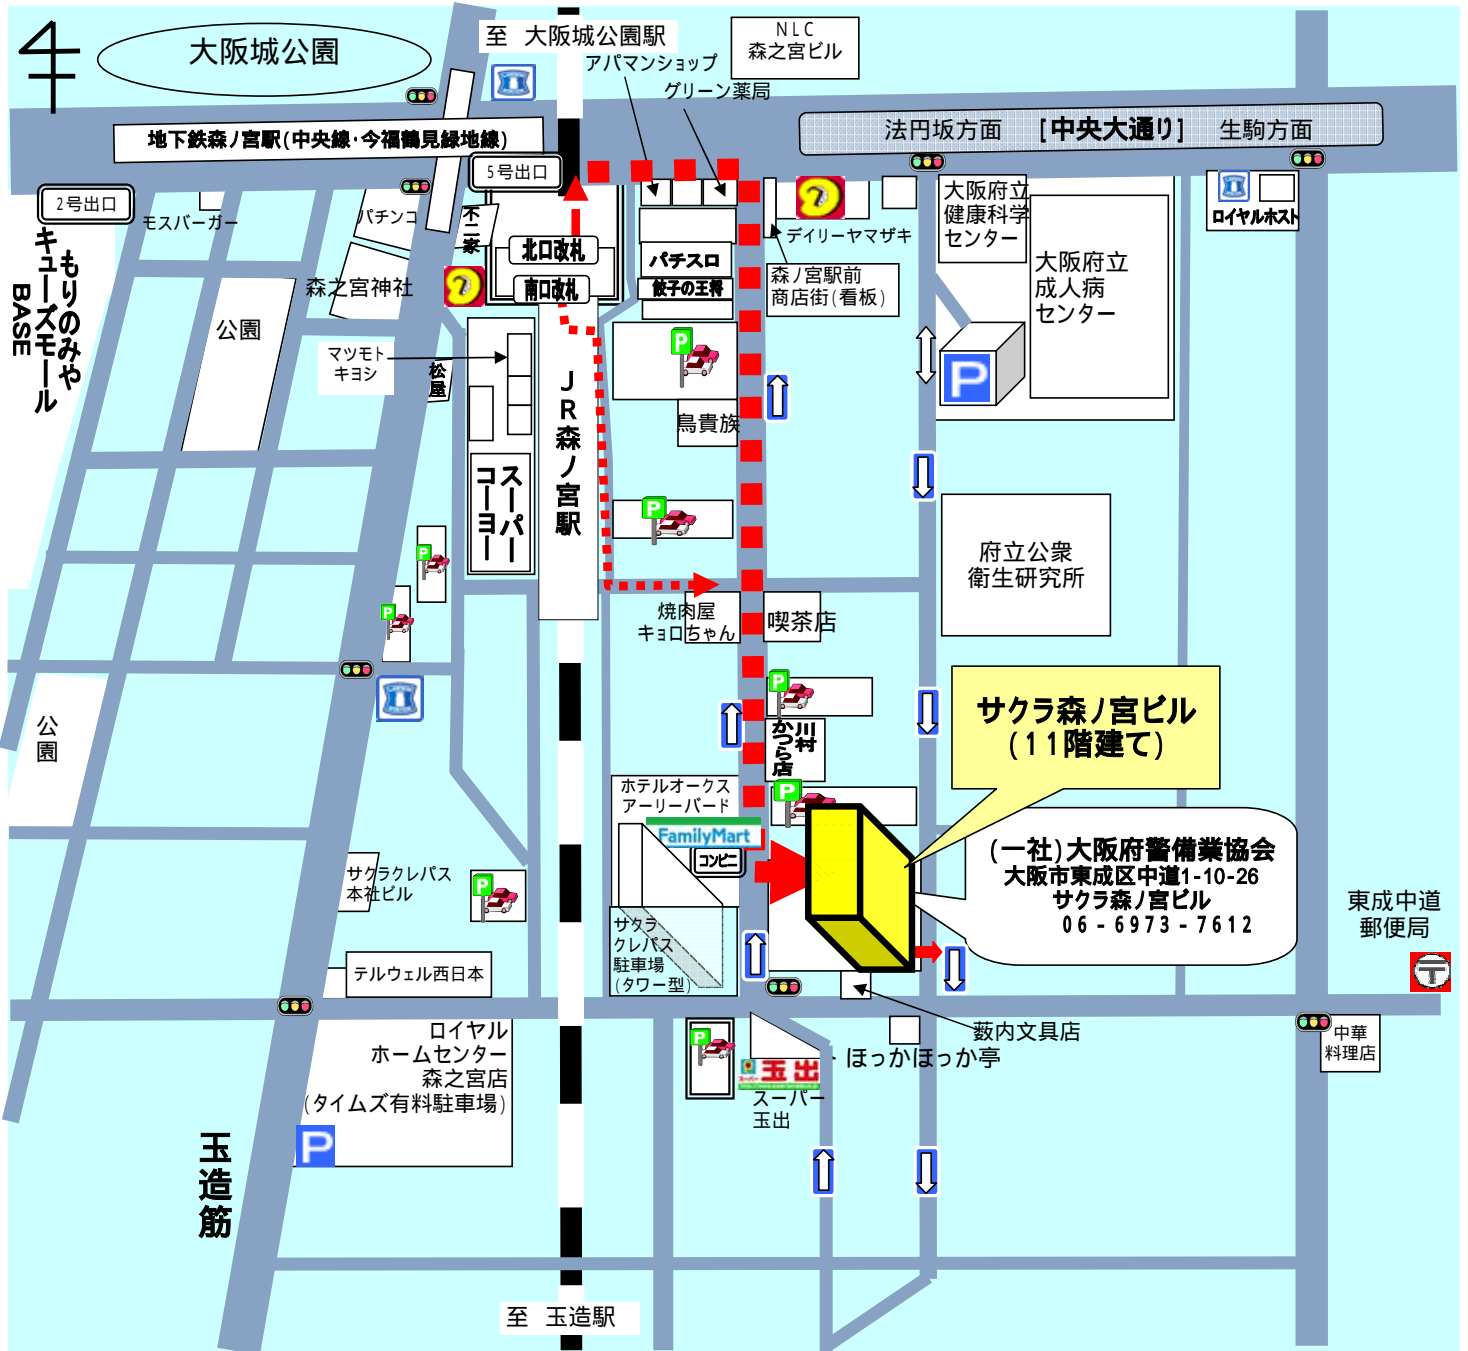 至 大阪城公園駅
大阪城公園
NLC
森之宮ビル
アパマンショップ
グリーン薬局
地下鉄森ノ宮駅(中央線・今福鶴見緑地線)
法円坂方面 [中央大通り] 生駒方面
5号出口
2号出口
モスバーガー
パチンコ
不二家
北口改札
南口改札
パチスロ
餃子の王将
デイリーヤマザキ
森ノ宮駅前
商店街(看板)
大阪府立
健康科学
センター
大阪府立
成人病
センター
ロイヤルホスト
もりのみや
キューズモール
BASE
森之宮神社
公園
マツモト
キヨシ
松屋
JR森ノ宮駅
スーパー
コーヨー
P
P
鳥貴族
P
P
P
府立公衆
衛生研究所
焼肉屋
キョロちゃん
喫茶店
P
川村
かつら店
P
サクラ森ノ宮ビル
(11階建て)
公園
ホテルオークス
アーリーバード
FamilyMart
コンビニ
(一社)大阪府警備業協会
大阪市東成区中道1-10-26
サクラ森ノ宮ビル
06-6973-7612
サクラクレパス
本社ビル
P
サクラ
クレパス
駐車場
(タワー型)
東成中道
郵便局
テルウェル西日本
ロイヤル
ホームセンター
森之宮店
(タイムズ有料駐車場)
P
P
スーパー玉出
スーパー
玉出
薮内文具店
ほっかほっか亭
中華
料理店
玉造筋
至 玉造駅